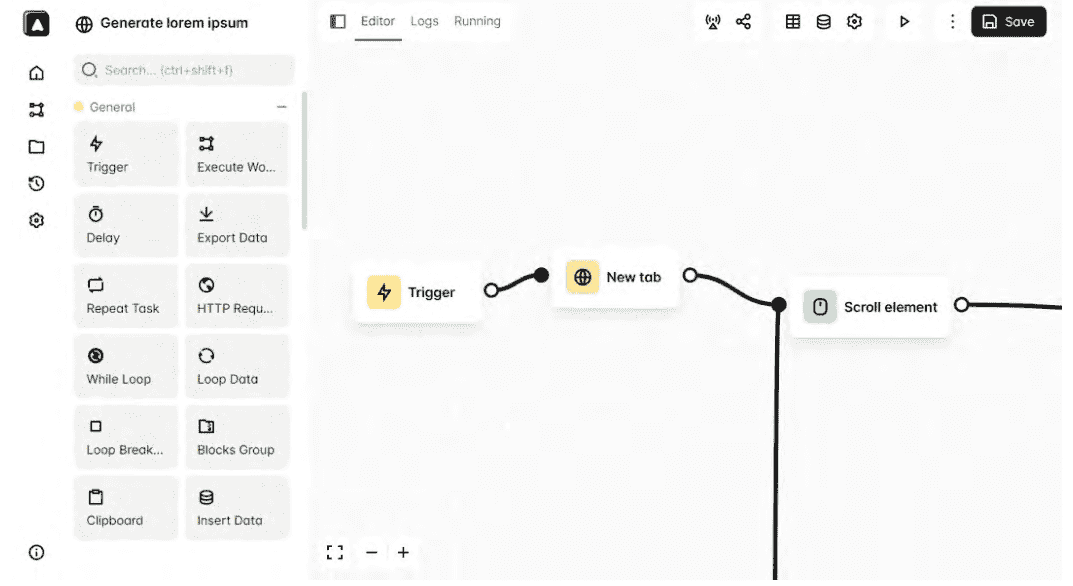 Generate lorem ipsum
Editor Logs Running
Save
Search... (ctrl+shift+f)
General
Trigger
Execute Wo...
Delay
Export Data
Repeat Task
HTTP Requ...
While Loop
Loop Data
Loop Break...
Blocks Group
Clipboard
Insert Data
Trigger
New tab
Scroll element